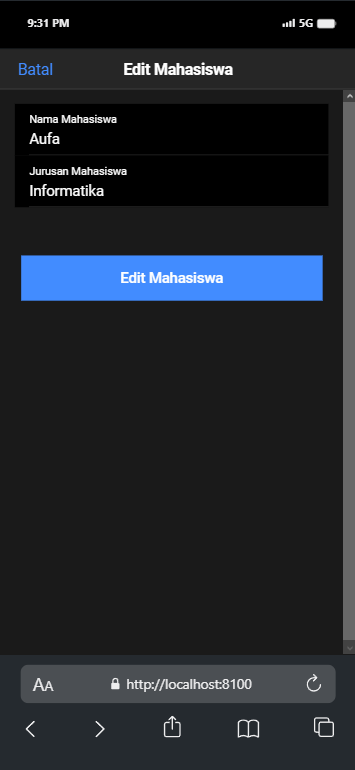 9:31 PM 5G
Batal Edit Mahasiswa
Nama Mahasiswa
Aufa
Jurusan Mahasiswa
Informatika
Edit Mahasiswa
AA http://localhost:8100